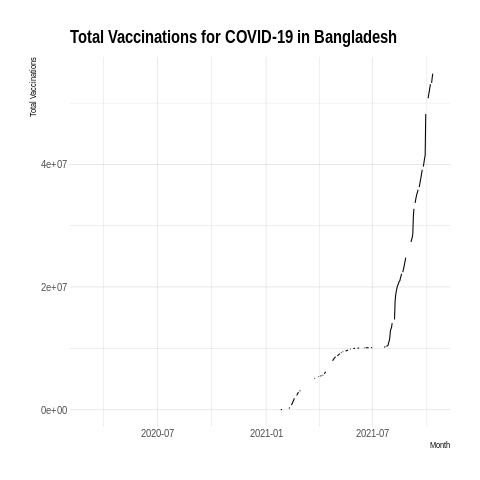 Total Vaccinations for COVID-19 in Bangladesh
Total Vaccinations
4e+07
2e+07
0e+00
2020-07 2021-01 2021-07
Month